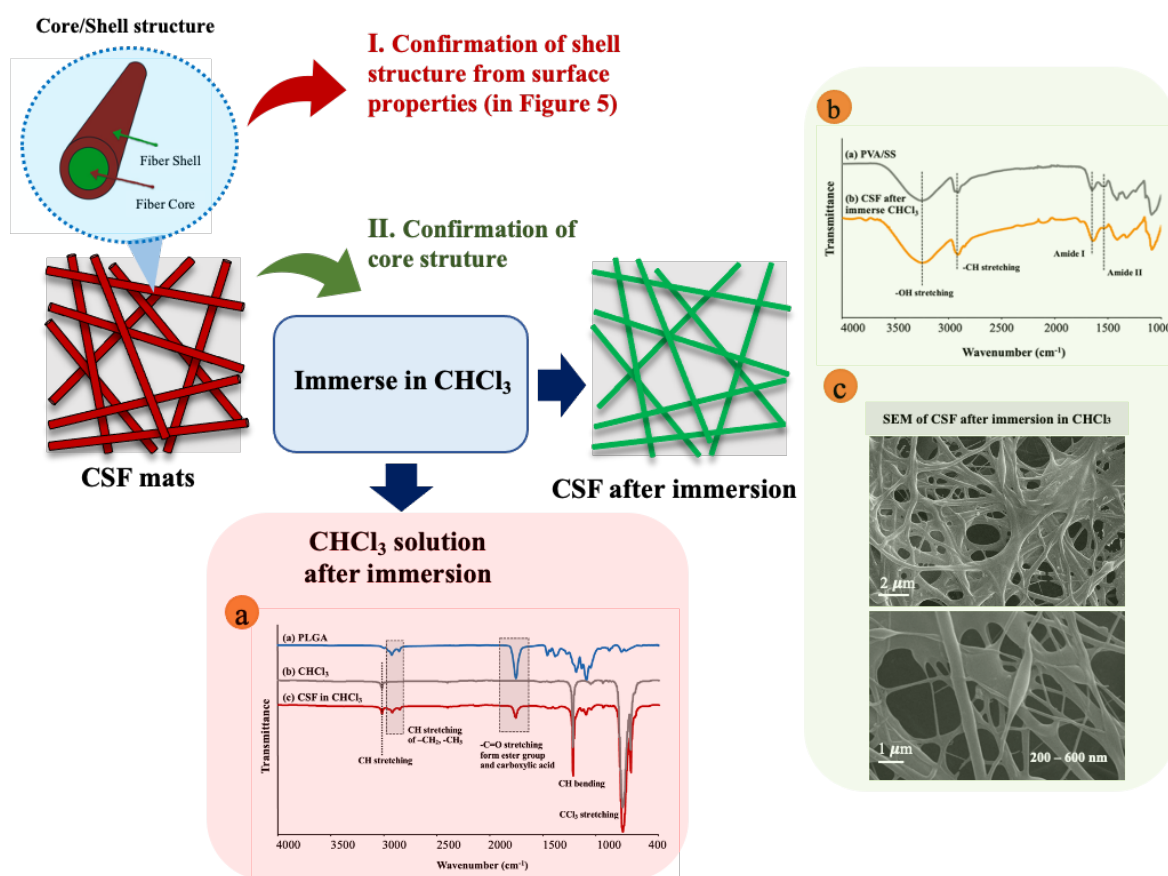 Core/Shell structure
Fiber Shell
Fiber Core
I. Confirmation of shell
structure from surface
properties (in Figure 5)
II. Confirmation of
core struture
CSF mats
Immerse in CHCl₃
CSF after immersion
CHCl₃ solution
after immersion
a
(a) PLGA
(b) CHCl₃
(c) CSF in CHCl₃
CH stretching
CH stretching
of –CH₂, -CH₃
-C=O stretching
form ester group
and carboxylic acid
CH bending
CCl₃ stretching
Transmittance
4000 3000 2000 1500 1000 400
Wavenumber (cm⁻¹)
b
(a) PVA/SS
(b) CSF after
immerse CHCl₃
-OH stretching
-CH stretching
Amide I
Amide II
Transmittance
4000 3500 3000 2500 2000 1500 1000
Wavenumber (cm⁻¹)
c
SEM of CSF after immersion in CHCl₃
2 μm
1 μm
200 – 600 nm